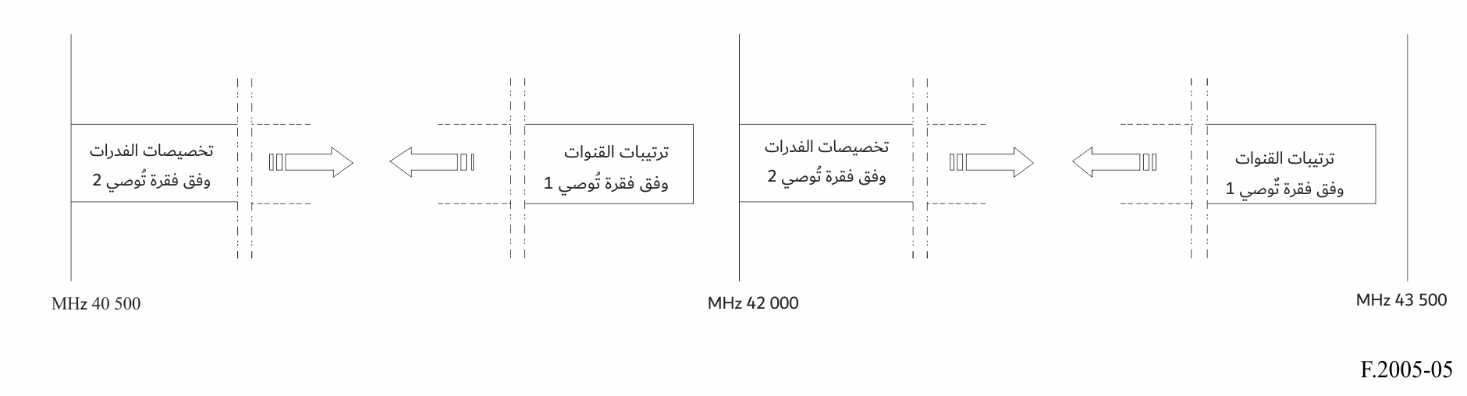 تخصيصات الفدرات
وفق فقرة تُوصي 2
ترتيبات القنوات
وفق فقرة تُوصي 1
تخصيصات الفدرات
وفق فقرة تُوصي 2
ترتيبات القنوات
وفق فقرة تٌوصي 1
MHz 40 500
MHz 42 000
MHz 43 500
F.2005-05